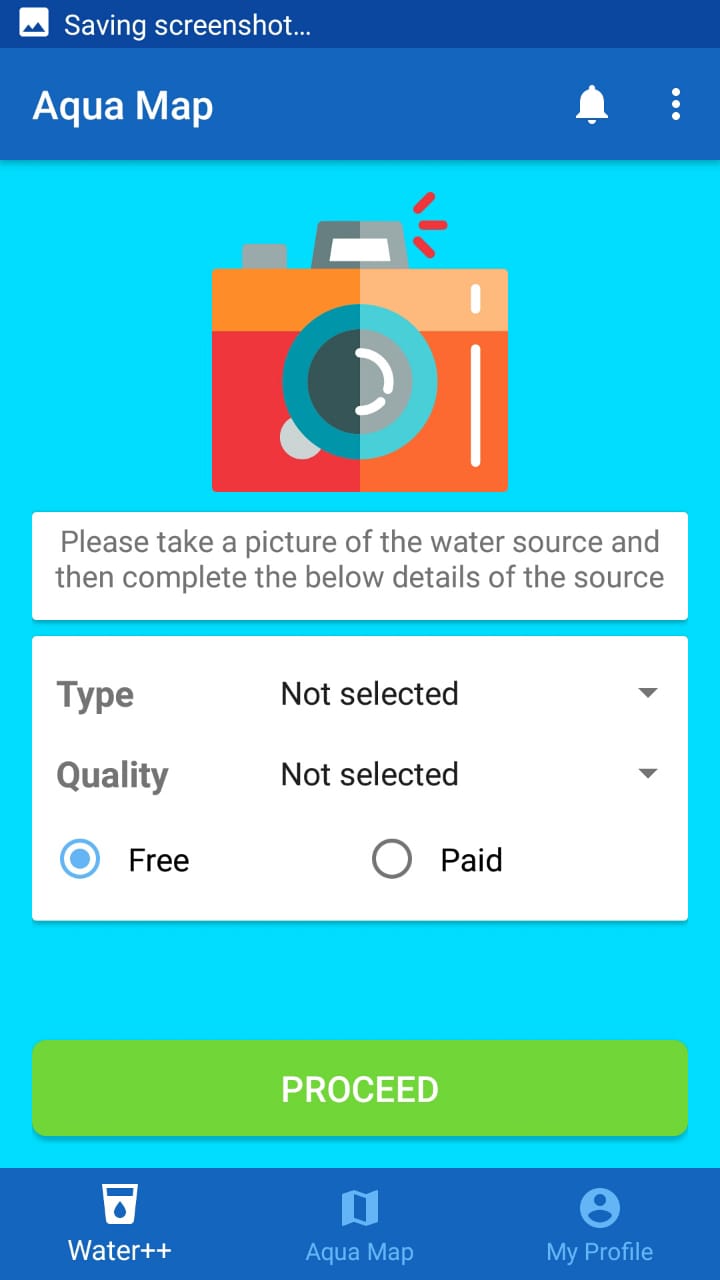 Saving screenshot...
Aqua Map
Please take a picture of the water source and
then complete the below details of the source
Type Not selected
Quality Not selected
Free Paid
PROCEED
Water++ Aqua Map My Profile